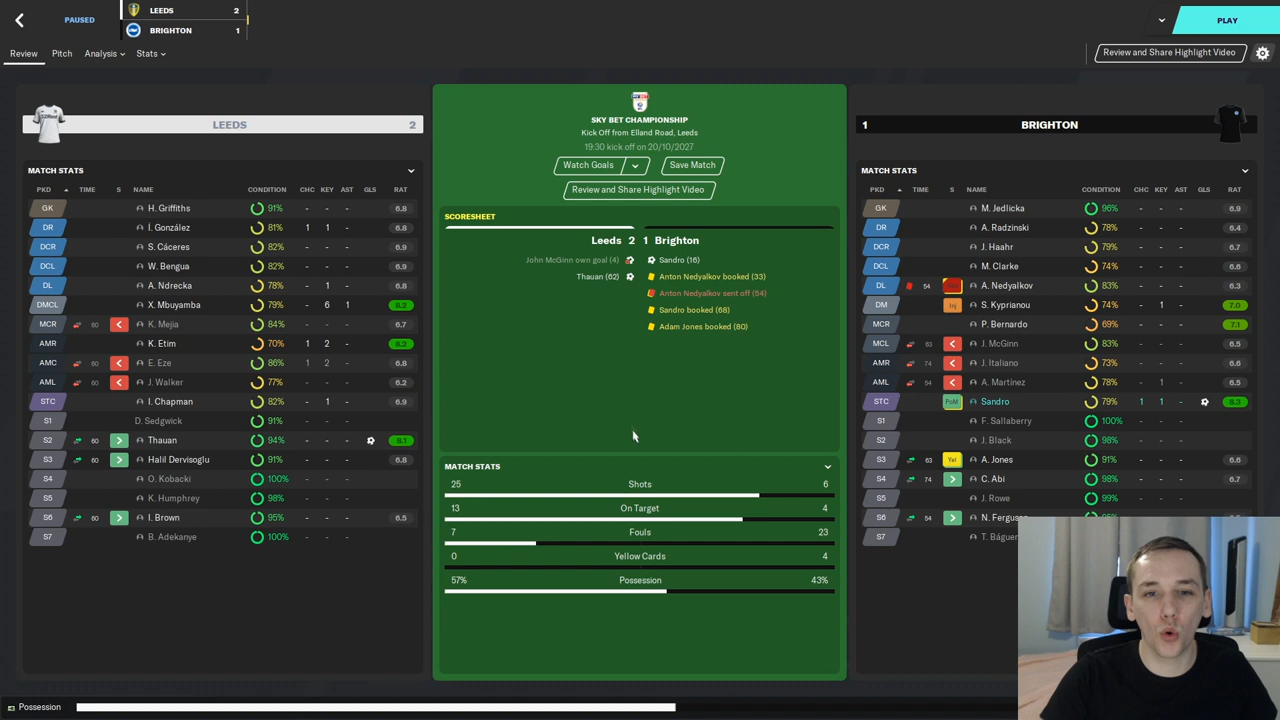 PAUSED
LEEDS 2
BRIGHTON 1
PLAY
Review Pitch Analysis Stats
Review and Share Highlight Video
LEEDS 2
MATCH STATS
PKD TIME S NAME CONDITION CHC KEY AST GLS RAT
GK H. Griffiths 91% - - - 6.8
DR Í. González 81% 1 1 - 6.8
DCR S. Cáceres 82% - - - 6.9
DCL W. Bengua 82% - - - 6.9
DL A. Ndrecka 78% - 1 - 6.8
DMCL X. Mbuyamba 79% - 6 1 8.2
MCR 60 K. Mejia 84% - - - 6.7
AMR K. Etim 70% 1 2 - 8.2
AMC 60 E. Eze 86% 1 2 - 6.8
AML 60 J. Walker 77% - - - 6.2
STC I. Chapman 82% - 1 - 6.9
S1 D. Sedgwick 91%
S2 60 Thauan 94% - - - 8.1
S3 60 Halil Dervisoglu 91% - - - 6.8
S4 O. Kobacki 100%
S5 K. Humphrey 98%
S6 60 I. Brown 95% - - - 6.5
S7 B. Adekanye 100%
SKY BET CHAMPIONSHIP
Kick Off from Elland Road, Leeds
19:30 kick off on 20/10/2027
Watch Goals Save Match
Review and Share Highlight Video
SCORESHEET
Leeds 2 1 Brighton
John McGinn own goal (4) Sandro (16)
Thauan (62) Anton Nedyalkov booked (33)
Anton Nedyalkov sent off (54)
Sandro booked (68)
Adam Jones booked (80)
MATCH STATS
25 Shots 6
13 On Target 4
7 Fouls 23
0 Yellow Cards 4
57% Possession 43%
1 BRIGHTON
MATCH STATS
PKD TIME S NAME CONDITION CHC KEY AST GLS RAT
GK M. Jedlicka 96% - - - 6.9
DR A. Radzinski 78% - - - 6.4
DCR J. Haahr 79% - - - 6.7
DCL M. Clarke 74% - - - 6.6
DL 54 A. Nedyalkov 83% - - - 6.3
DM Inj S. Kyprianou 74% - 1 - 7.0
MCR P. Bernardo 69% - - - 7.1
MCL 63 J. McGinn 83% - - - 6.5
AMR 74 J. Italiano 73% - - - 6.6
AML 54 A. Martinez 78% - 1 - 6.5
STC PoM Sandro 79% 1 1 - 8.3
S1 F. Sallaberry 100%
S2 J. Black 98%
S3 63 Yel A. Jones 91% - - - 6.6
S4 74 C. Abi 98% - - - 6.7
S5 J. Rowe 99%
S6 54 N. Fergus
S7 T. Báguer
Possession